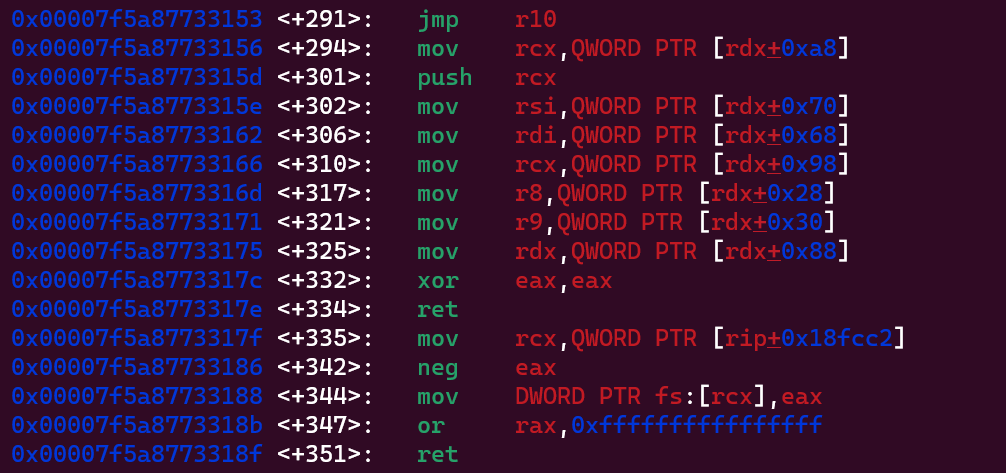 0x00007f5a87733153 <+291>: jmp r10
0x00007f5a87733156 <+294>: mov rcx,QWORD PTR [rdx+0xa8]
0x00007f5a8773315d <+301>: push rcx
0x00007f5a8773315e <+302>: mov rsi,QWORD PTR [rdx+0x70]
0x00007f5a87733162 <+306>: mov rdi,QWORD PTR [rdx+0x68]
0x00007f5a87733166 <+310>: mov rcx,QWORD PTR [rdx+0x98]
0x00007f5a8773316d <+317>: mov r8,QWORD PTR [rdx+0x28]
0x00007f5a87733171 <+321>: mov r9,QWORD PTR [rdx+0x30]
0x00007f5a87733175 <+325>: mov rdx,QWORD PTR [rdx+0x88]
0x00007f5a8773317c <+332>: xor eax,eax
0x00007f5a8773317e <+334>: ret
0x00007f5a8773317f <+335>: mov rcx,QWORD PTR [rip+0x18fcc2]
0x00007f5a87733186 <+342>: neg eax
0x00007f5a87733188 <+344>: mov DWORD PTR fs:[rcx],eax
0x00007f5a8773318b <+347>: or rax,0xffffffffffffffff
0x00007f5a8773318f <+351>: ret